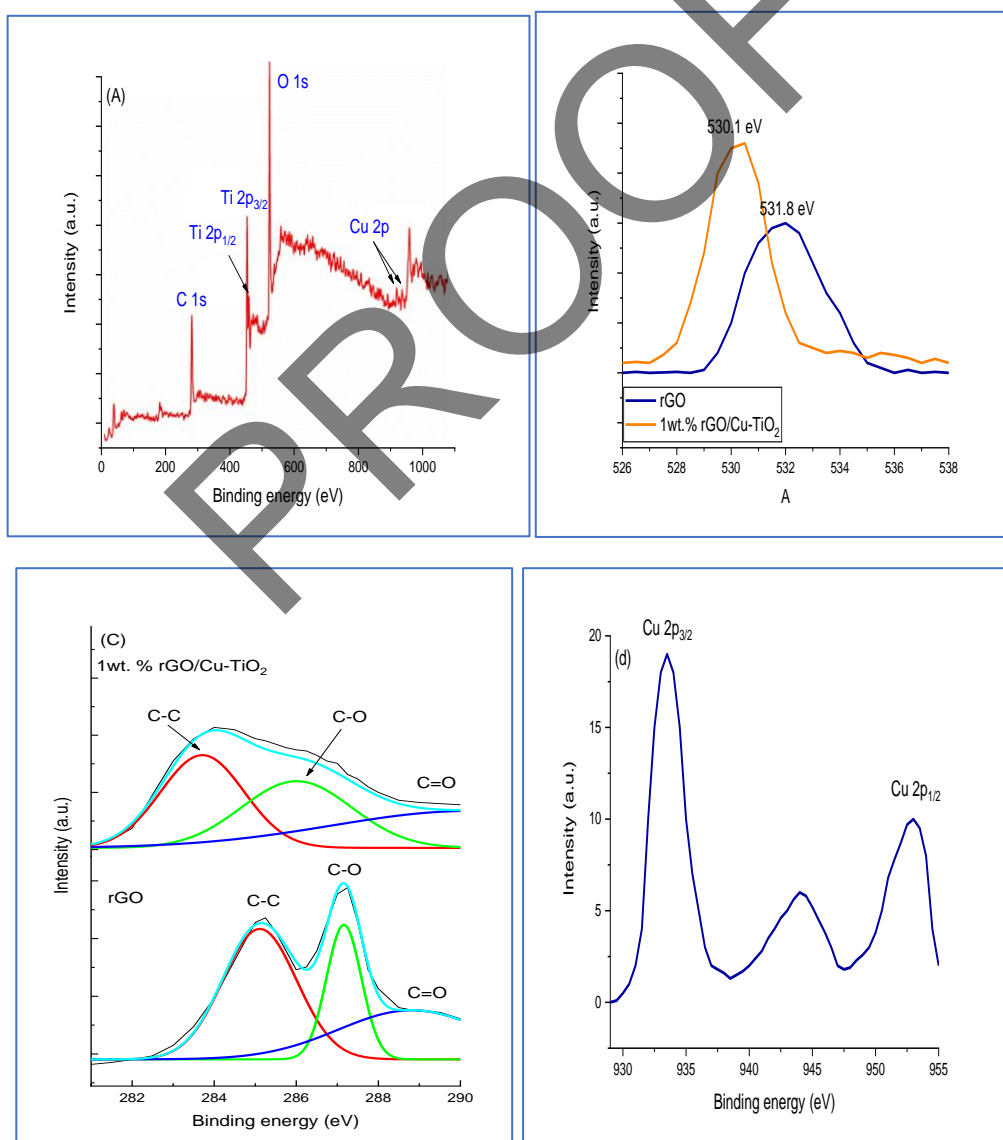 PROOF
(A)
O 1s
Ti 2p3/2
Ti 2p1/2
Cu 2p
C 1s
Intensity (a.u.)
0 200 400 600 800 1000
Binding energy (eV)
530.1 eV
531.8 eV
Intensity (a.u.)
rGO
1wt.% rGO/Cu-TiO2
526 528 530 532 534 536 538
A
(C)
1wt. % rGO/Cu-TiO2
C-C
C-O
C=O
rGO
C-C
C-O
C=O
Intensity (a.u.)
282 284 286 288 290
Binding energy (eV)
Cu 2p3/2
(d)
Cu 2p1/2
20
15
10
5
0
Intensity (a.u.)
930 935 940 945 950 955
Binding energy (eV)